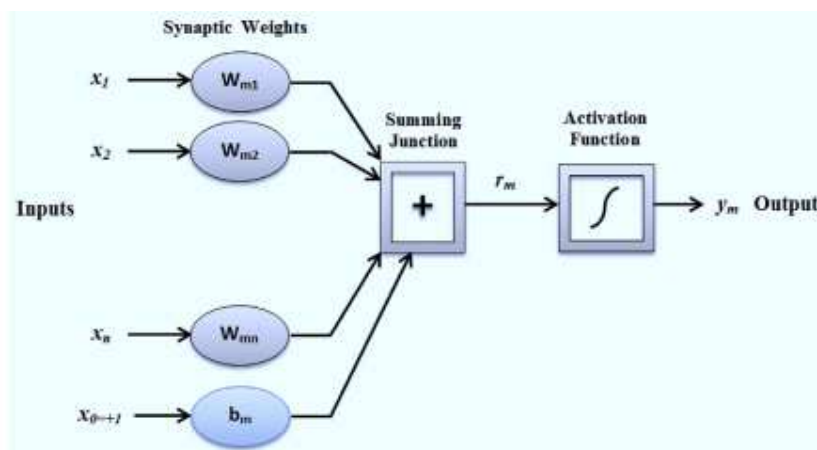 Synaptic Weights
x1
Wm1
x2
Wm2
Summing
Junction
Activation
Function
Inputs
+
rm
ym Output
xn
Wmn
x0=+1
bm